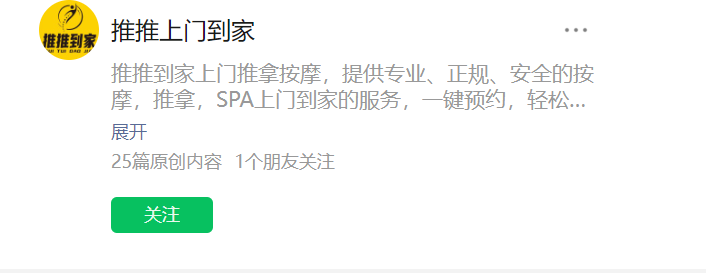 推推到家
推推上门到家
推推到家上门推拿按摩，提供专业、正规、安全的按
摩，推拿，SPA上门到家的服务，一键预约，轻松...
展开
25篇原创内容 1个朋友关注
关注